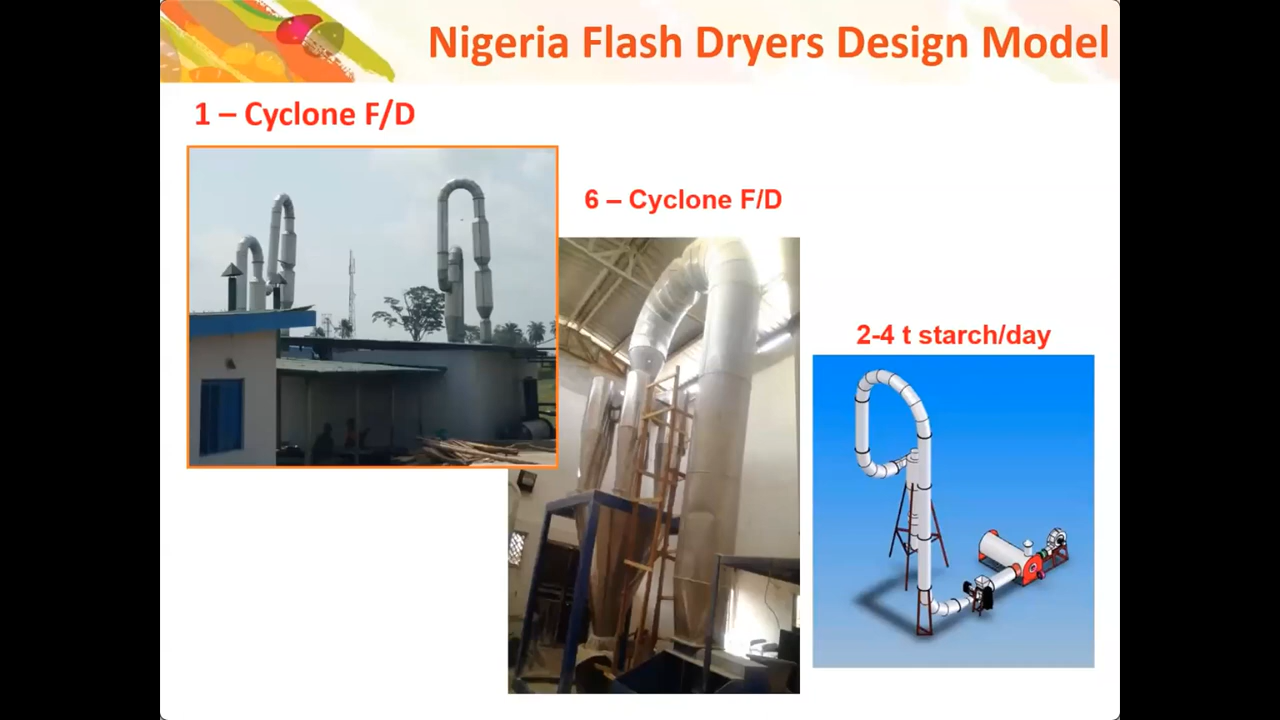 Nigeria Flash Dryers Design Model
1 – Cyclone F/D
6 – Cyclone F/D
2-4 t starch/day